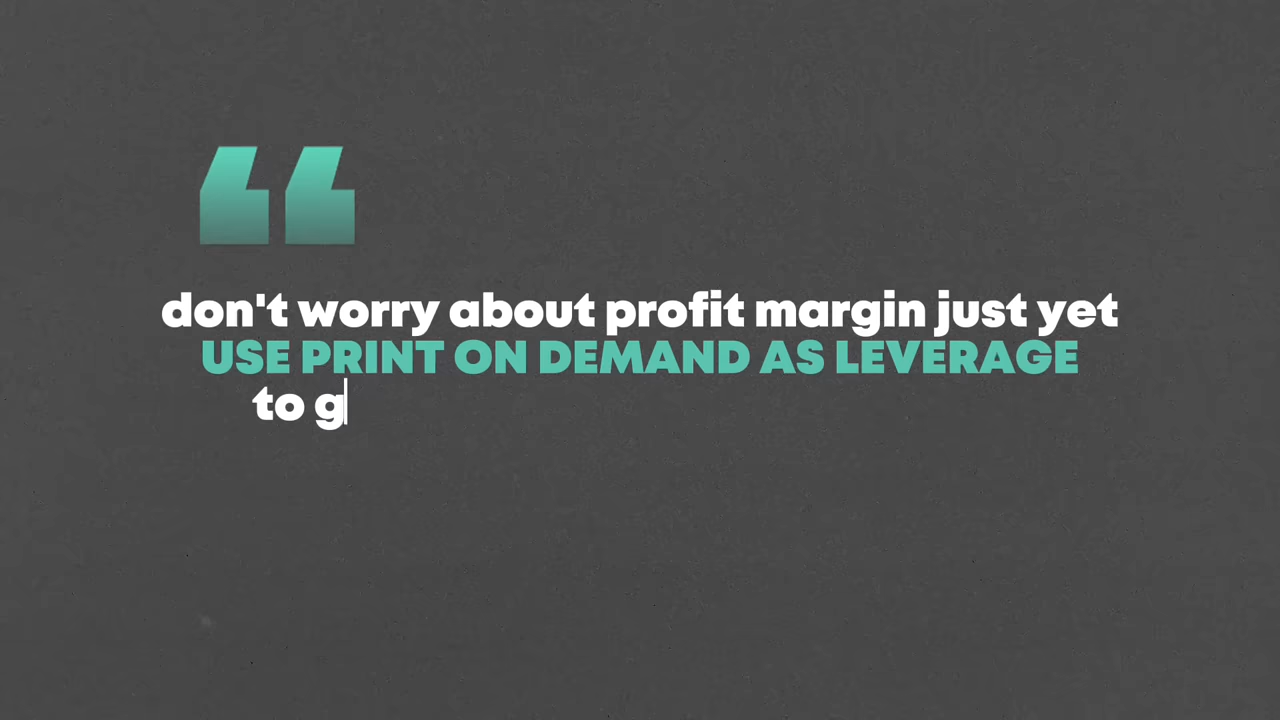 don't worry about profit margin just yet
USE PRINT ON DEMAND AS LEVERAGE
to g